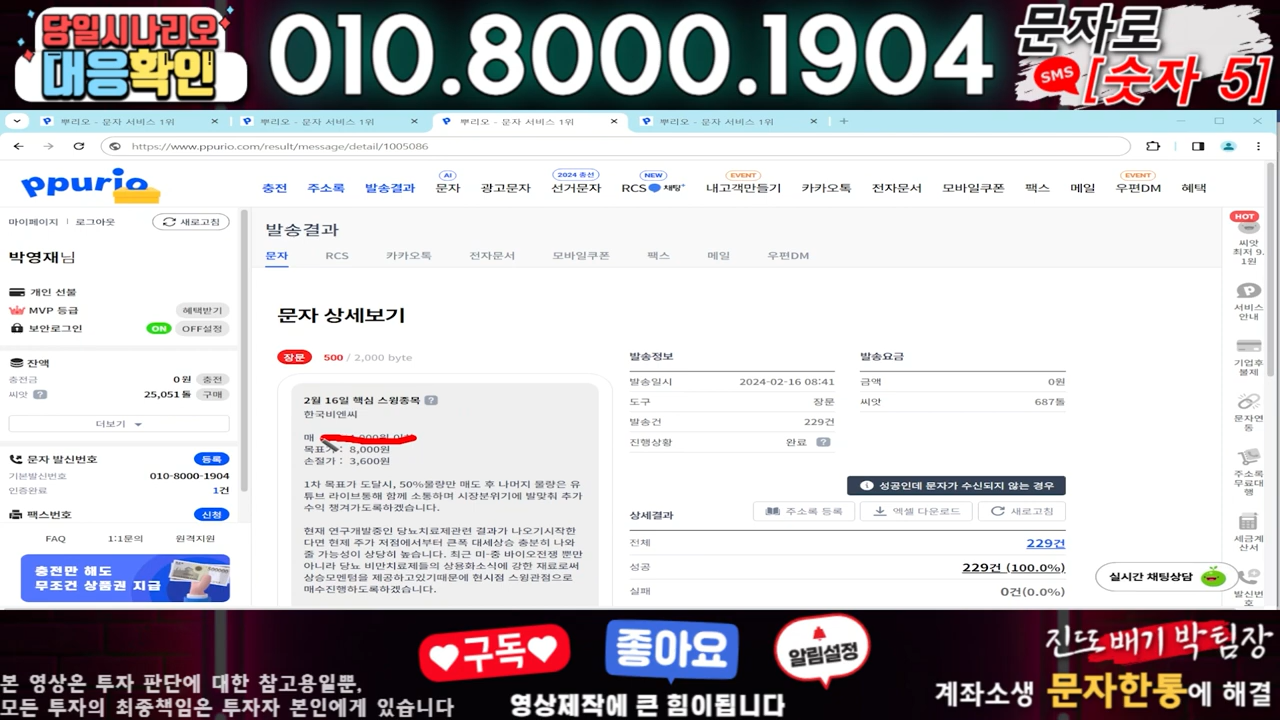 당일시나리오
대응확인
010.8000.1904
문자로
SMS
[숫자 5]
뿌리오 - 문자 서비스 1위
뿌리오 - 문자 서비스 1위
뿌리오 - 문자 서비스 1위
뿌리오 - 문자 서비스 1위
https://www.ppurio.com/result/message/detail/1005086
ppurio
충전
주소록
발송결과
AI
문자
광고문자
2024 총선
선거문자
NEW
RCS
채팅+
EVENT
내고객만들기
카카오톡
전자문서
모바일쿠폰
팩스
메일
EVENT
우편DM
혜택
마이페이지
로그아웃
새로고침
박영재님
개인 선불
MVP 등급
혜택받기
보안로그인
ON
OFF설정
잔액
충전금
0원
충전
씨앗 ?
25,051톨
구매
더보기
문자 발신번호
등록
기본발신번호
010-8000-1904
인증완료
1건
팩스번호
신청
FAQ
1:1문의
원격지원
충전만 해도
무조건 상품권 지급
발송결과
문자
RCS
카카오톡
전자문서
모바일쿠폰
팩스
메일
우편DM
문자 상세보기
장문 500 / 2,000 byte
2월 16일 핵심 스윙종목 ?
한국비엔씨
매
목표가 : 8,000원
손절가 : 3,600원
1차 목표가 도달시, 50%물량만 매도 후 나머지 물량은 유
튜브 라이브통해 함께 소통하며 시장분위기에 발맞춰 추가
수익 챙겨가도록하겠습니다.
현재 연구개발중인 당뇨치료제관련 결과가 나오기시작한
다면 현재 주가 저점에서부터 큰폭 대세상승 충분히 나와
줄 가능성이 상당히 높습니다. 최근 미-중 바이오전쟁 뿐만
아니라 당뇨 비만치료제들의 상용화소식에 강한 재료로써
상승모멘텀을 제공하고있기때문에 현시점 스윙관점으로
매수진행하도록하겠습니다.
발송정보
발송일시
2024-02-16 08:41
도구
장문
발송건
229건
진행상황
완료 ?
발송요금
금액
0원
씨앗
687톨
성공인데 문자가 수신되지 않는 경우
상세결과
주소록 등록
엑셀 다운로드
새로고침
전체
229건
성공
229건 (100.0%)
실패
0건(0.0%)
실시간 채팅상담
HOT
씨앗
최저 9.
1원
서비스
안내
기업후
불제
문자연
동
주소록
무료대
행
세금계
산서
발신번
호
구독
좋아요
알림설정
진또배기 박팀장
본 영상은 투자 판단에 대한 참고용일뿐,
모든 투자의 최종책임은 투자자 본인에게 있습니다
영상제작에 큰 힘이됩니다
계좌소생 문자한통에 해결